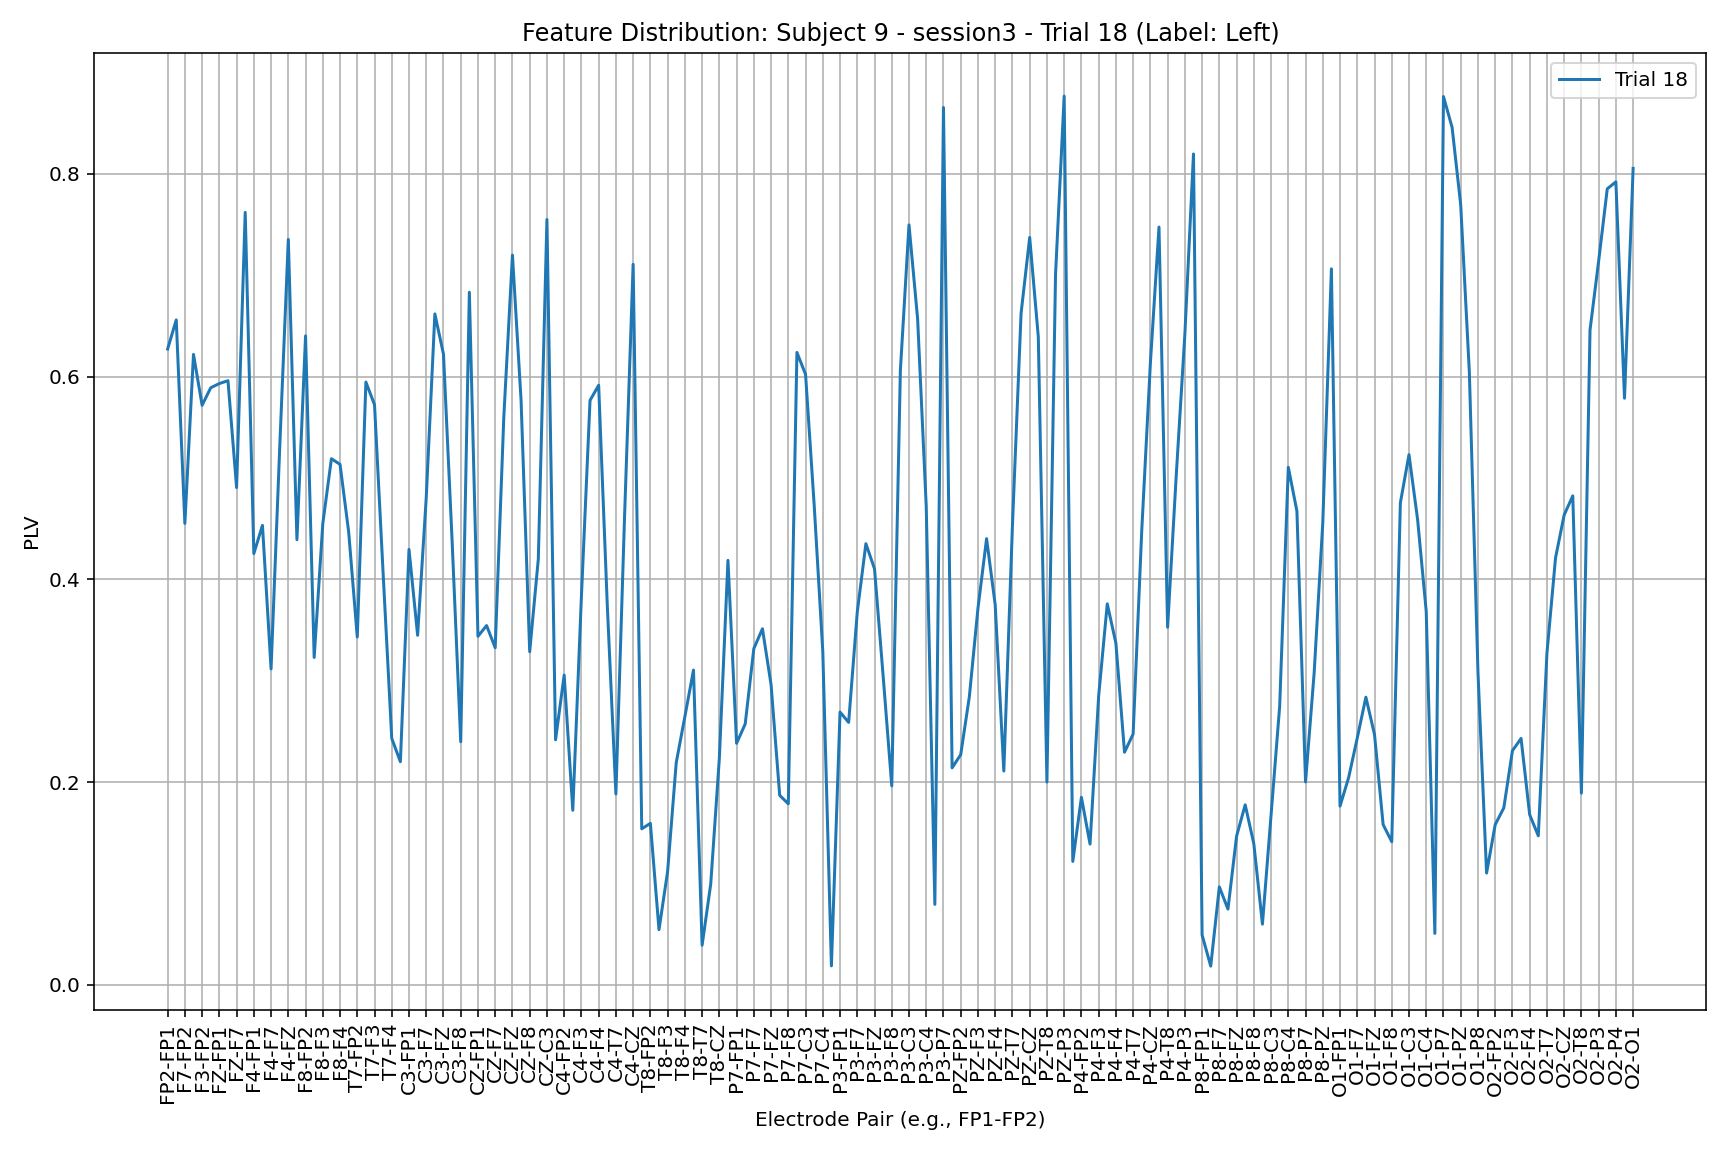 Feature Distribution: Subject 9 - session3 - Trial 18 (Label: Left)
Trial 18
PLV
0.8
0.6
0.4
0.2
0.0
FP2-FP1
F7-FP2
F3-FP2
FZ-FP1
FZ-F7
F4-FP1
F4-F7
F4-FZ
F8-FP2
F8-F3
F8-F4
T7-FP2
T7-F3
T7-F4
C3-FP1
C3-F7
C3-FZ
C3-F8
CZ-FP1
CZ-F7
CZ-FZ
CZ-F8
CZ-C3
C4-FP2
C4-F3
C4-F4
C4-T7
C4-CZ
T8-FP2
T8-F3
T8-F4
T8-T7
T8-CZ
P7-FP1
P7-F7
P7-FZ
P7-F8
P7-C3
P7-C4
P3-FP1
P3-F7
P3-FZ
P3-F8
P3-C3
P3-C4
P3-P7
PZ-FP2
PZ-F3
PZ-F4
PZ-T7
PZ-CZ
PZ-T8
PZ-P3
P4-FP2
P4-F3
P4-F4
P4-T7
P4-CZ
P4-T8
P4-P3
P8-FP1
P8-F7
P8-FZ
P8-F8
P8-C3
P8-C4
P8-P7
P8-PZ
O1-FP1
O1-F7
O1-FZ
O1-F8
O1-C3
O1-C4
O1-P7
O1-PZ
O1-P8
O2-FP2
O2-F3
O2-F4
O2-T7
O2-CZ
O2-T8
O2-P3
O2-P4
O2-O1
Electrode Pair (e.g., FP1-FP2)